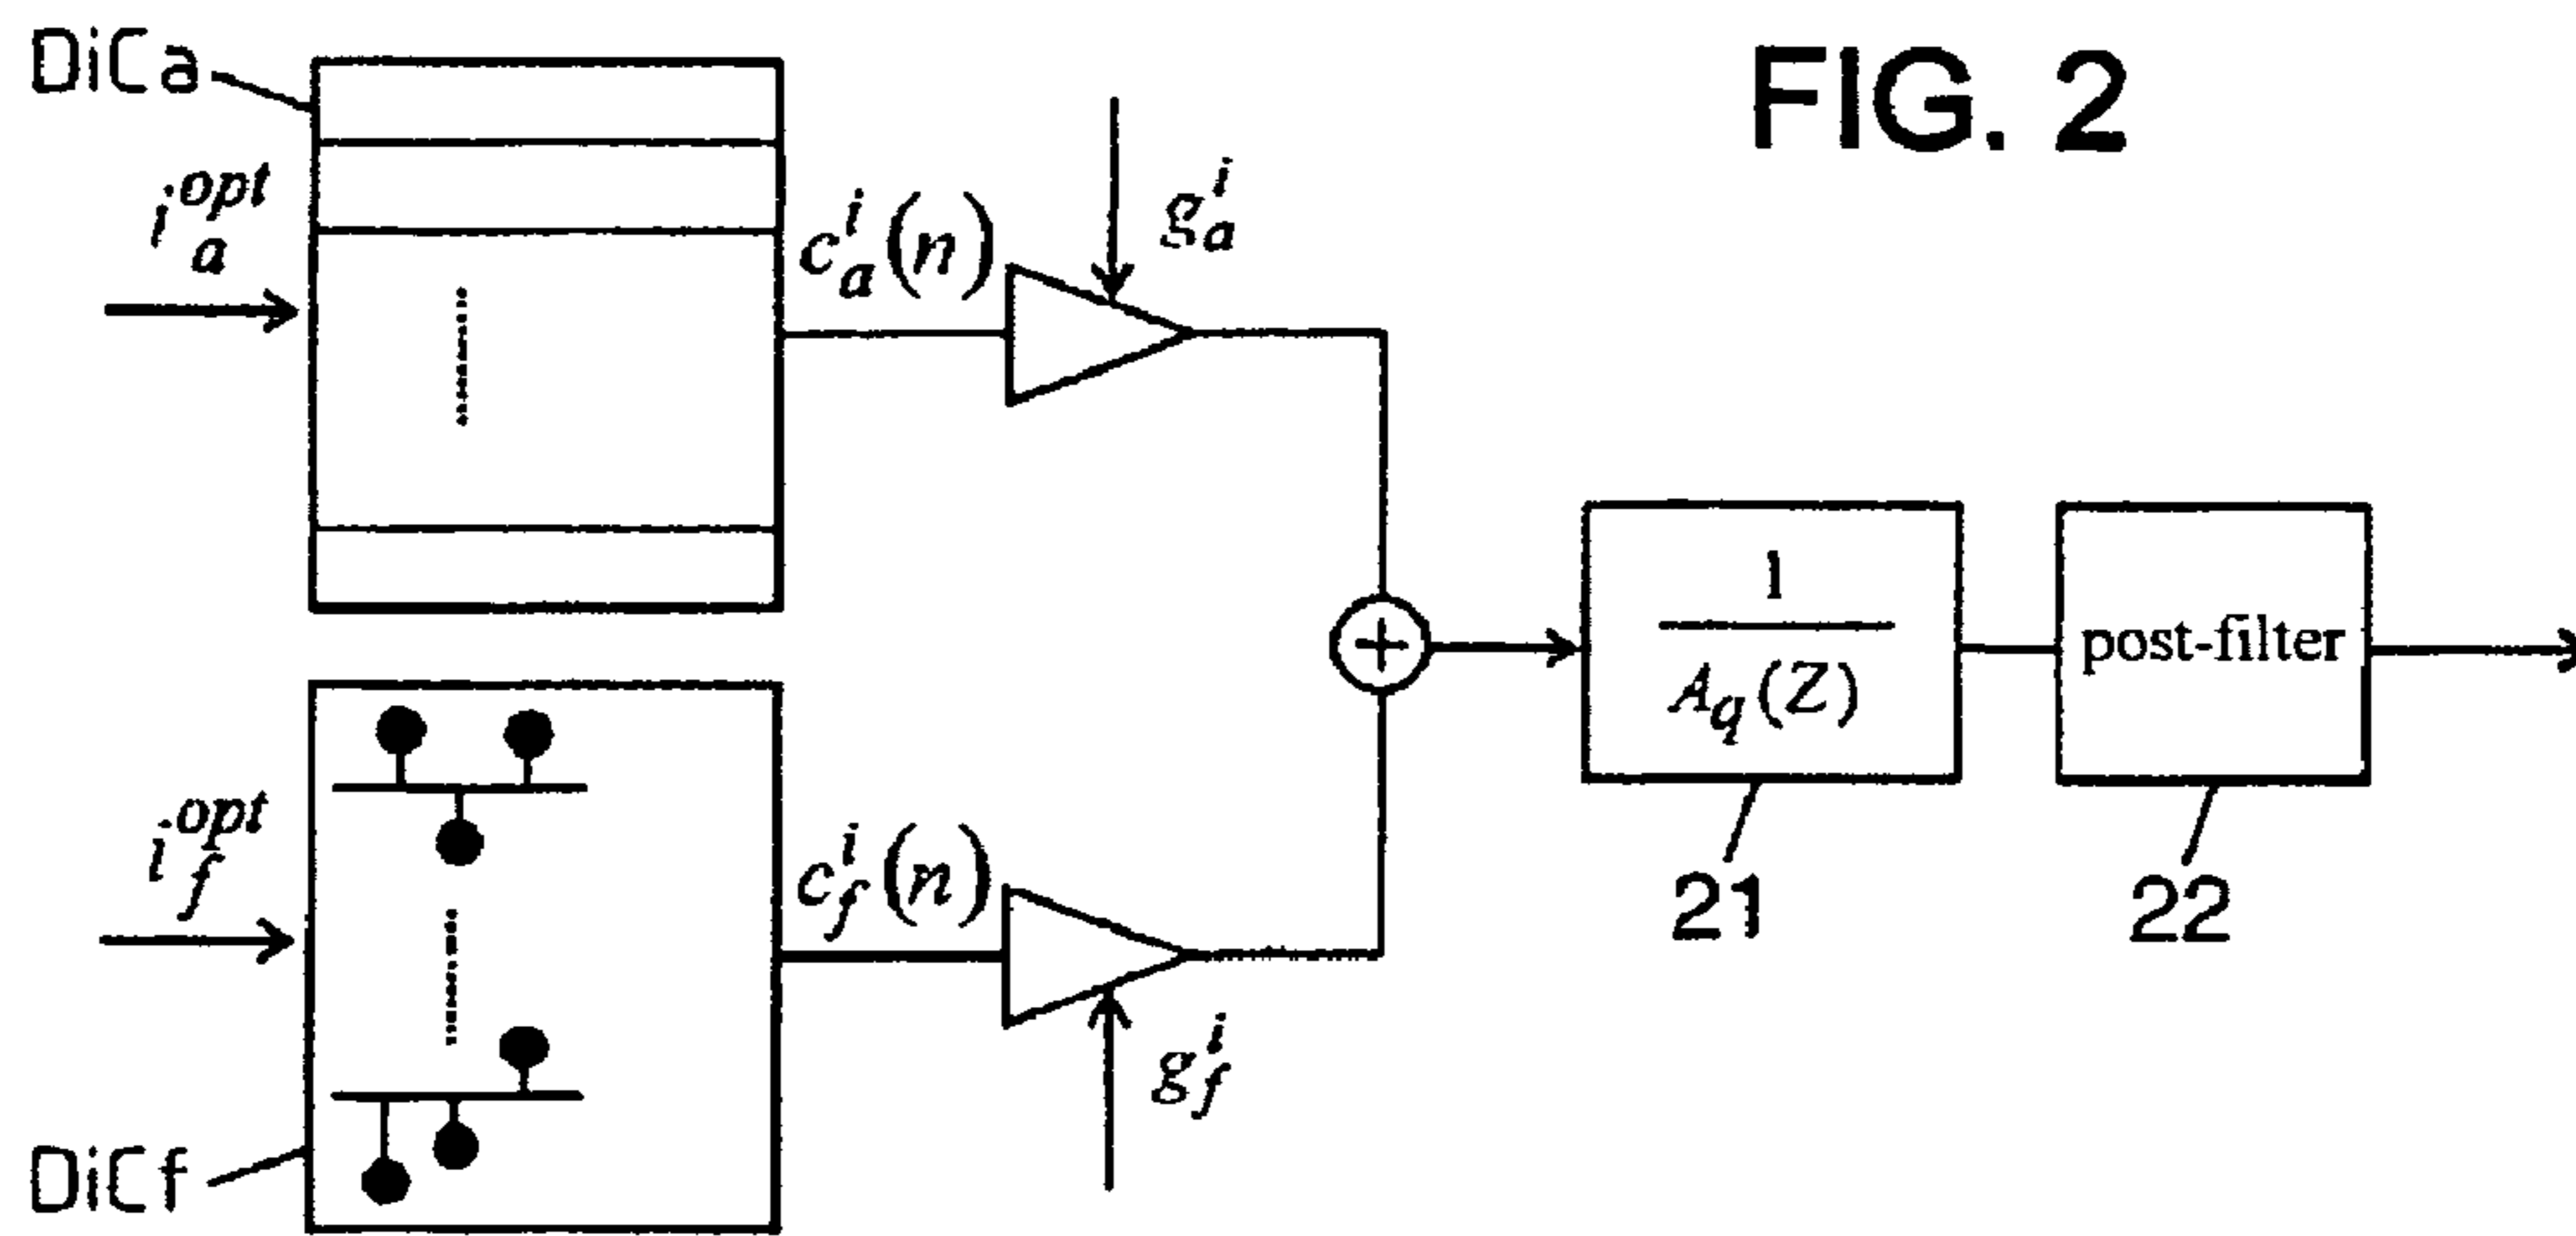 FIG. 2
DiCa
i_a^opt
c_a^i(n)
g_a^i
i_f^opt
c_f^i(n)
g_f^i
+
1
A_q(Z)
post-filter
21
22
DiCf